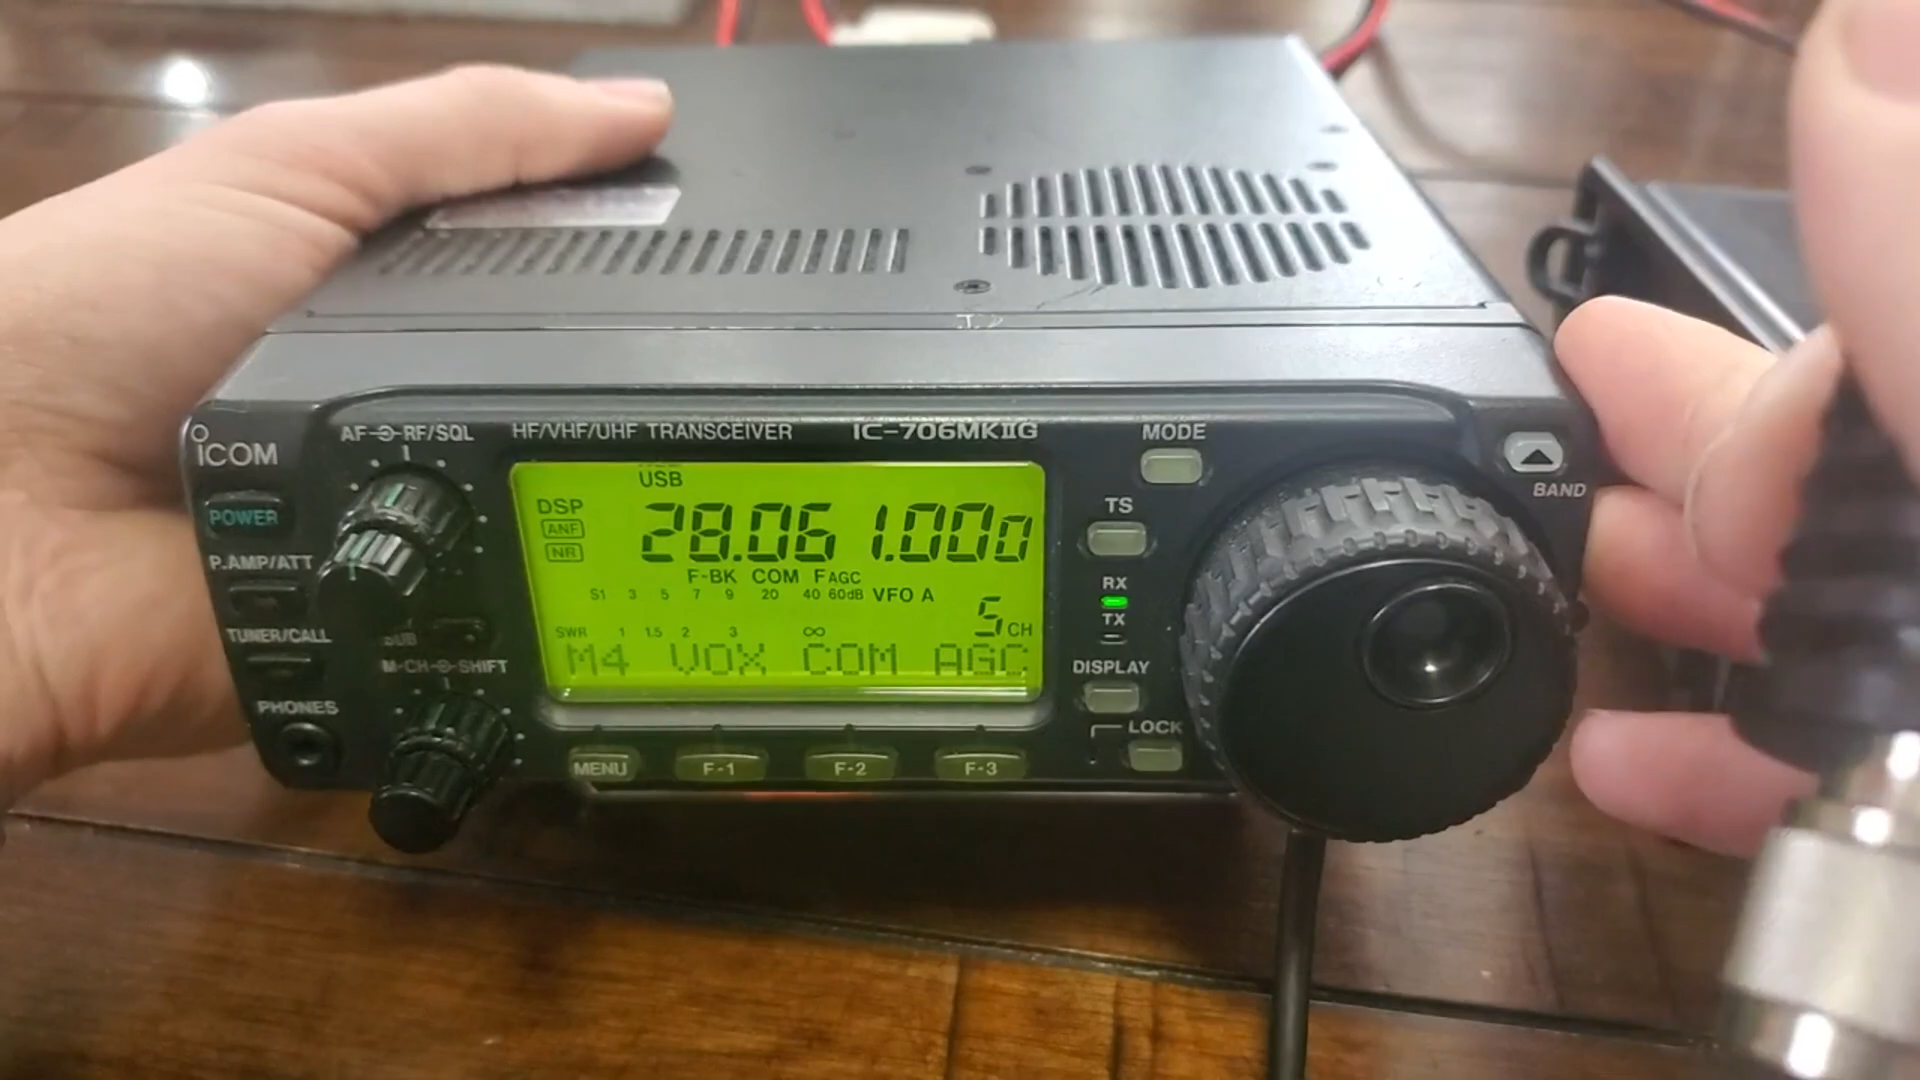 ICOM
AF RF/SQL
HF/VHF/UHF TRANSCEIVER
IC-706MKIIG
MODE
BAND
POWER
P.AMP/ATT
TUNER/CALL
SUB
M-CH SHIFT
PHONES
USB
DSP
ANF
NR
28.061.000
F-BK COM FAGC
S1 3 5 7 9 20 40 60dB VFO A
5 CH
SWR 1 1.5 2 3 ∞
M4 VOX COM AGC
TS
RX
TX
DISPLAY
LOCK
MENU F-1 F-2 F-3